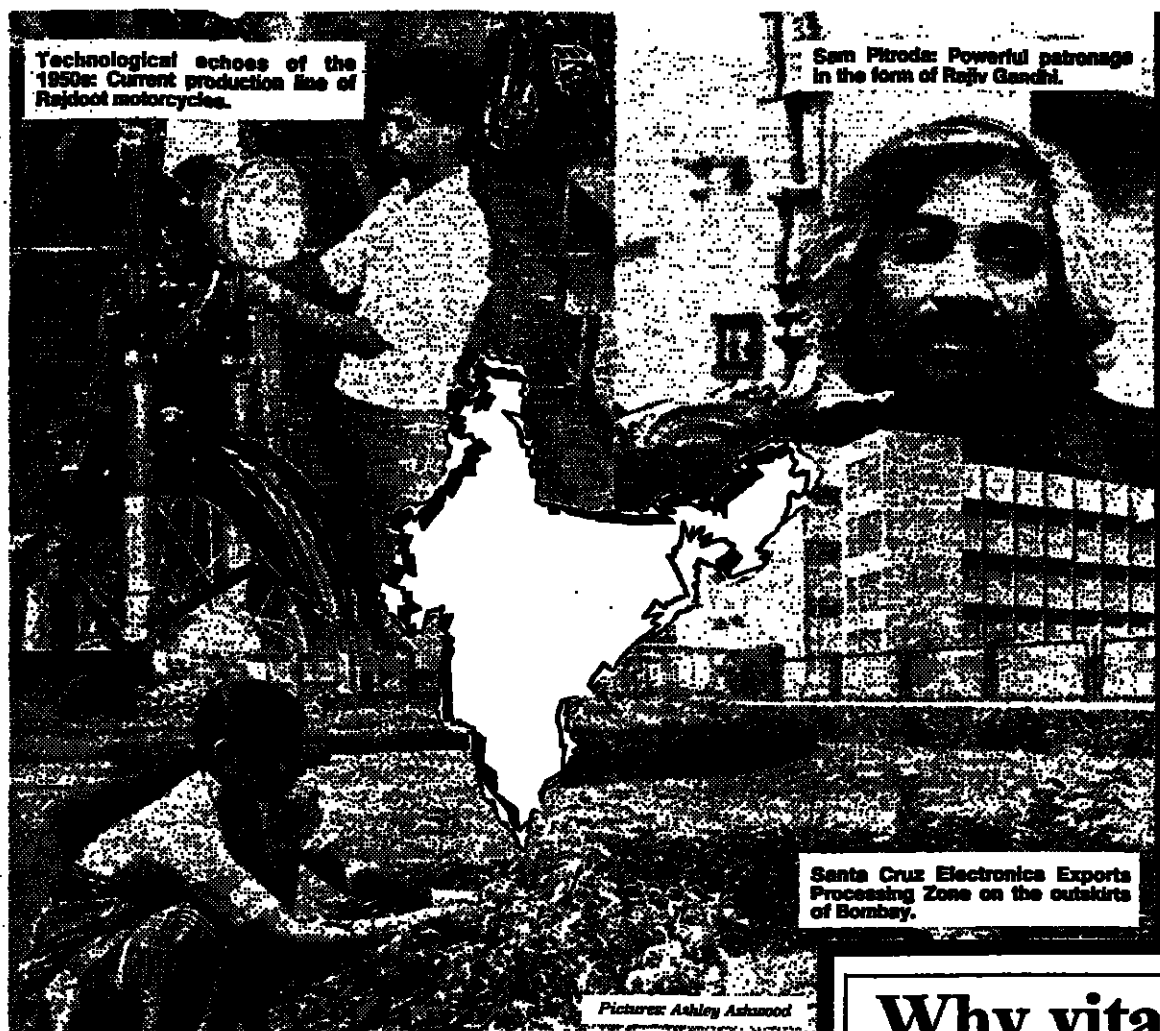 Technological echoes of the
1950s: Current production line of
Rajdoot motorcycles.
Sam Pitroda: Powerful patronage
in the form of Rajiv Gandhi.
Santa Cruz Electronics Exports
Processing Zone on the outskirts
of Bombay.
Pictures: Ashley Ashwood
Why vita